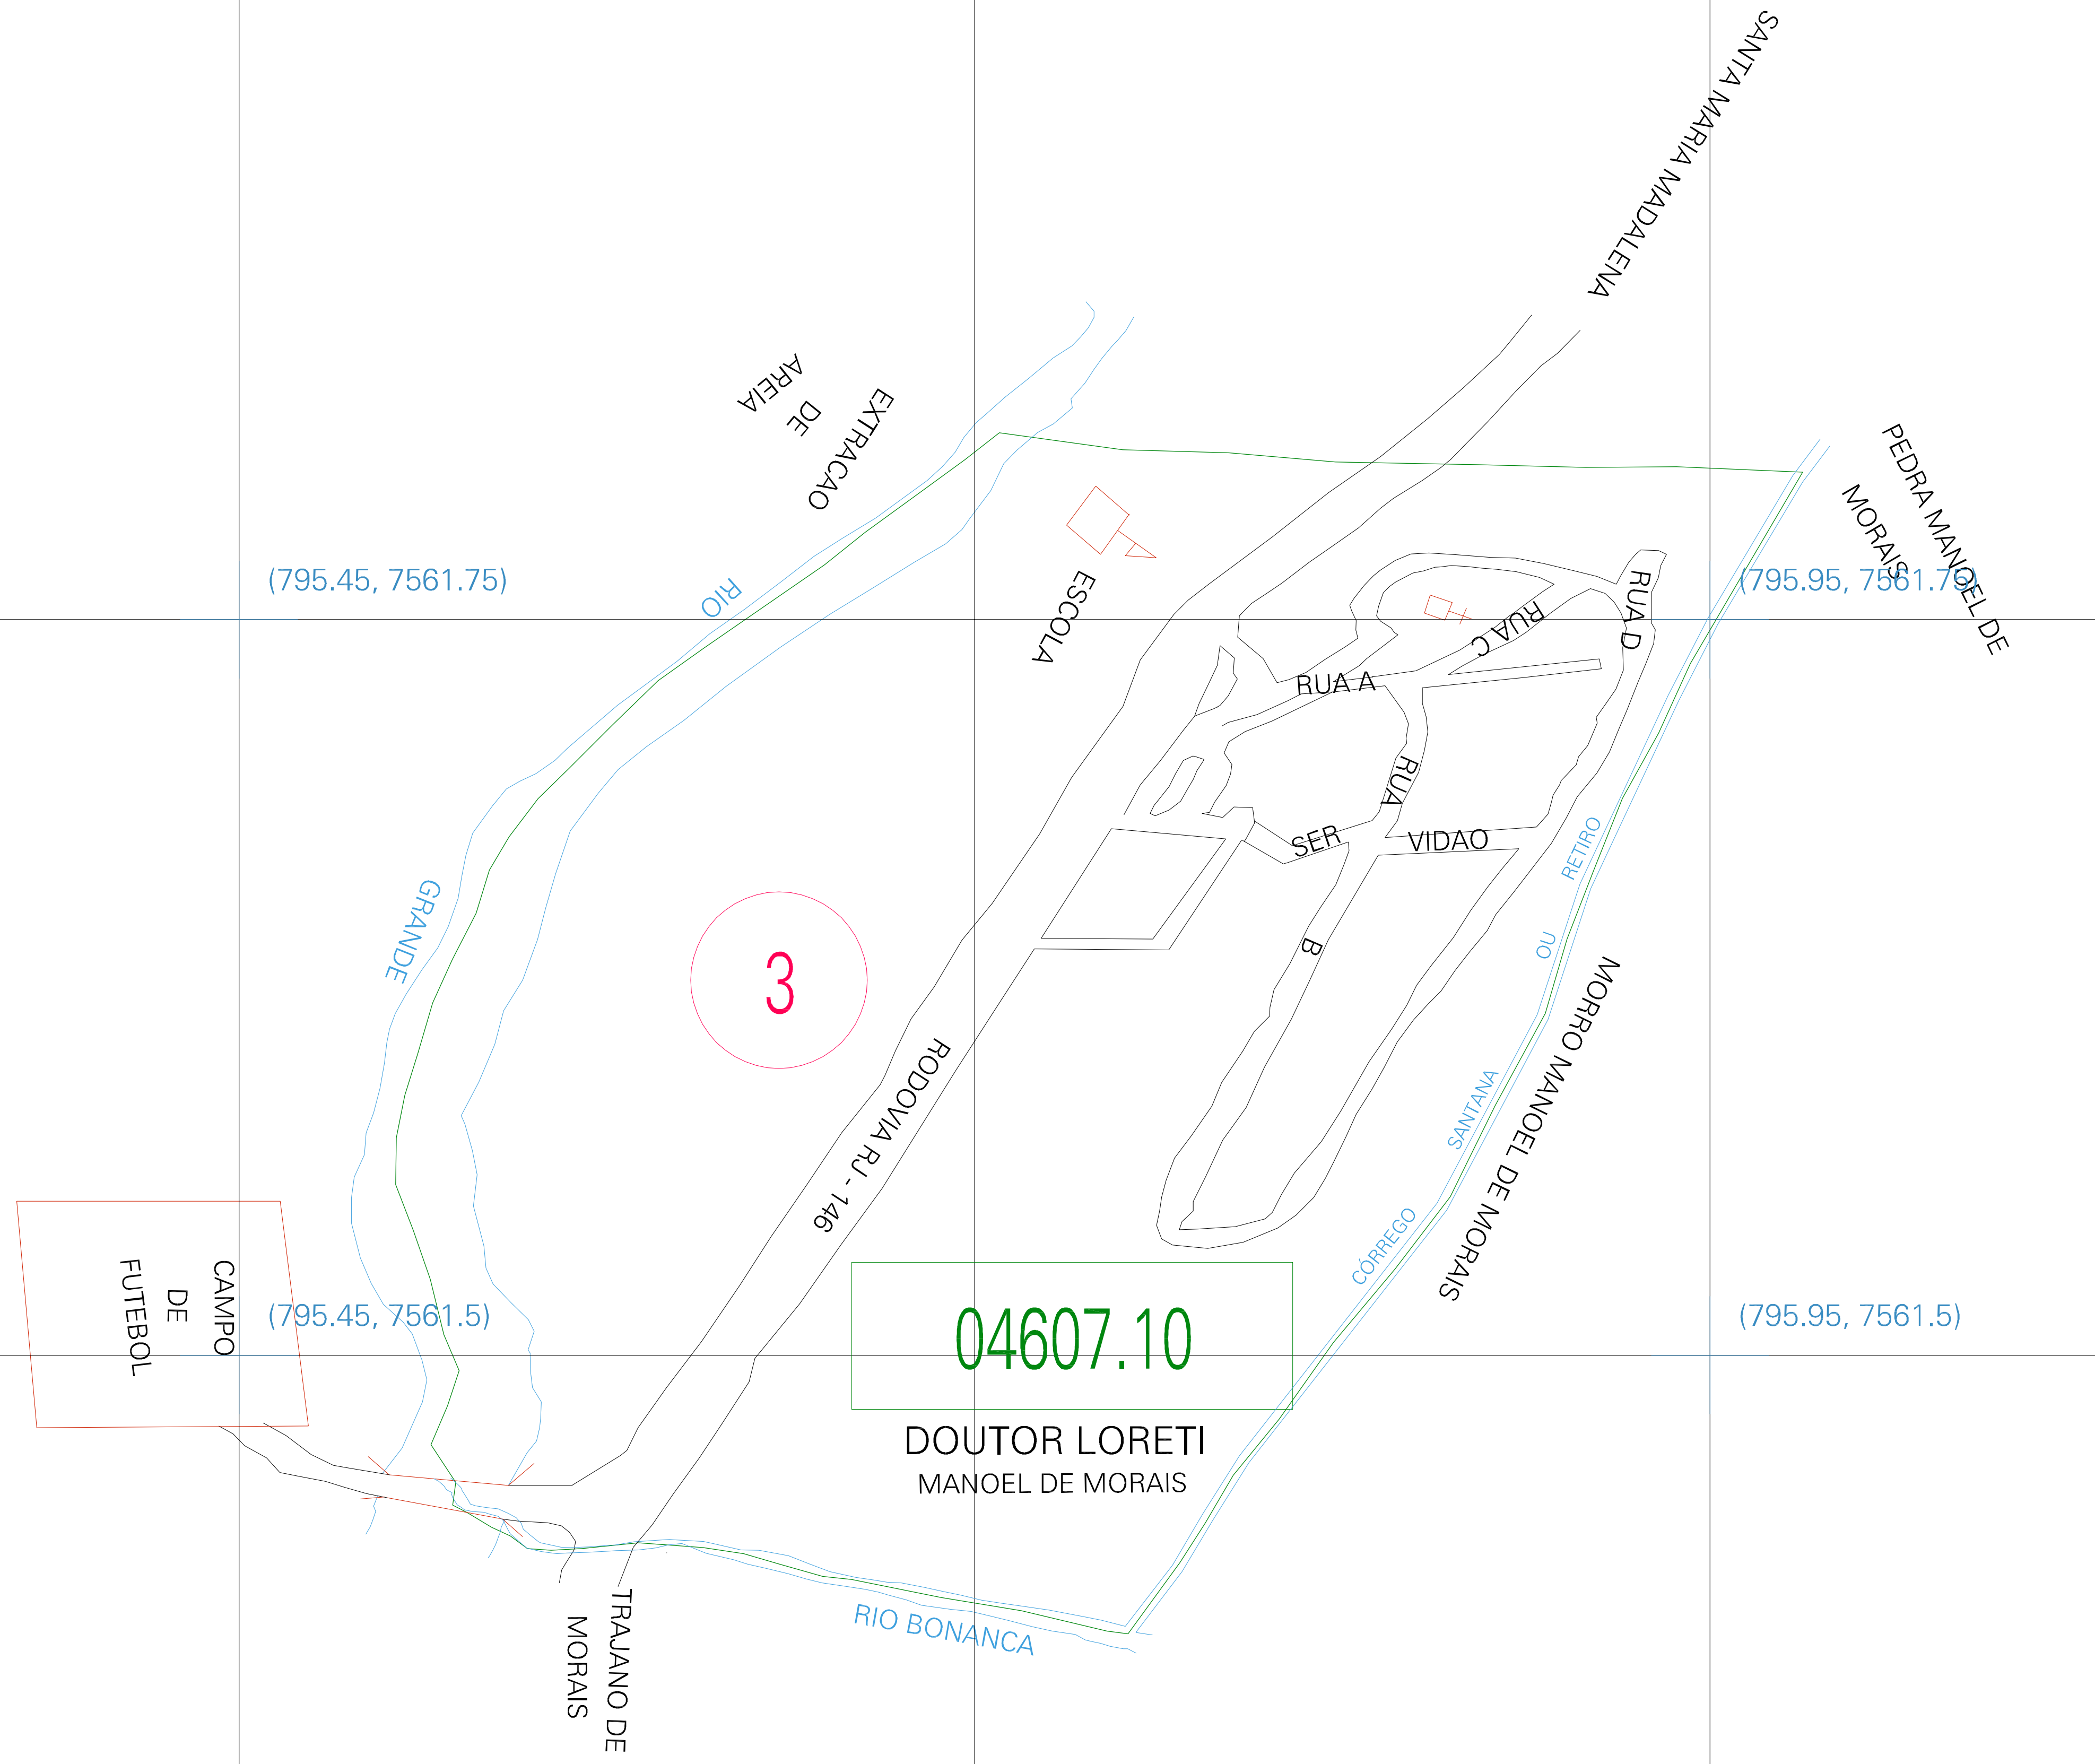 SANTA MARIA MADALENA
EXTRACAO
DE
AREIA
PEDRA MANOEL DE
MORAIS
(795.45, 7561.75)
(795.95, 7561.75)
RIO
GRANDE
ESCOLA
RUA C
RUA D
RUA A
RUA
B
SER
VIDAO
CÓRREGO
SANTANA
OU
RETIRO
MORRO MANOEL DE MORAIS
3
RODOVIA RJ - 146
CAMPO
DE
FUTEBOL
(795.45, 7561.5)
(795.95, 7561.5)
04607.10
DOUTOR LORETI
MANOEL DE MORAIS
RIO BONANCA
TRAJANO DE
MORAIS